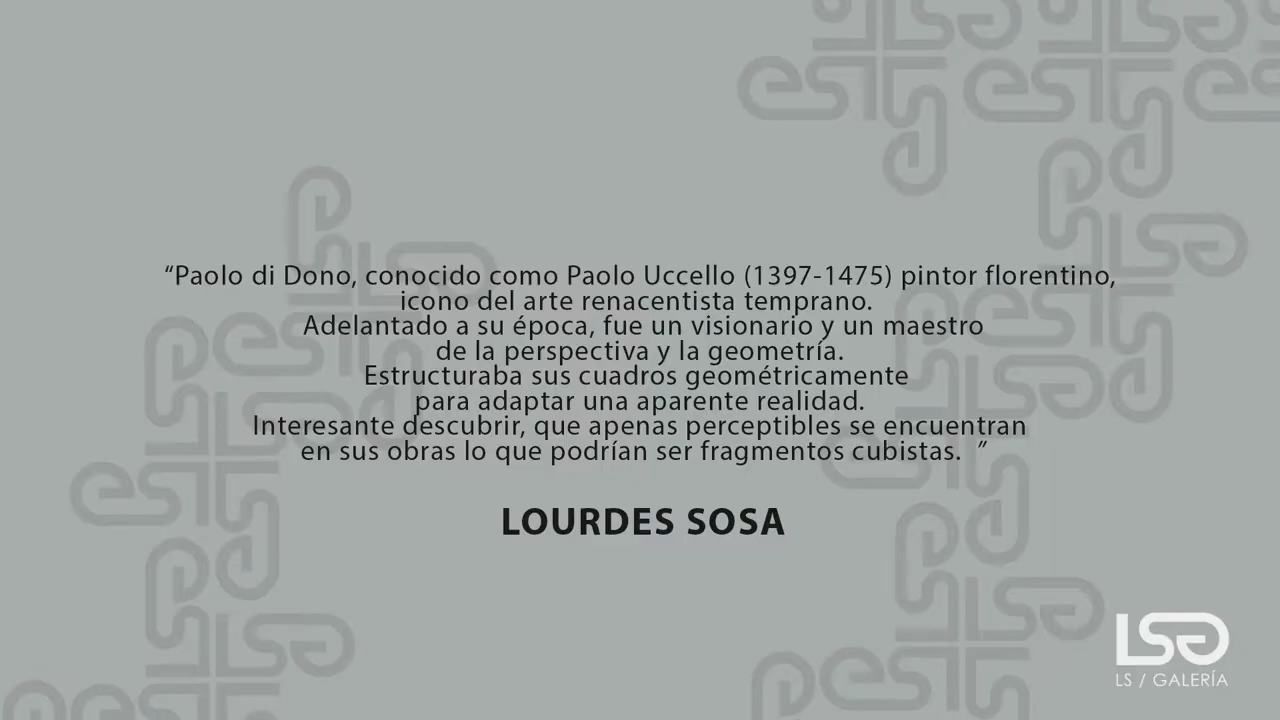 “Paolo di Dono, conocido como Paolo Uccello (1397-1475) pintor florentino,
icono del arte renacentista temprano.
Adelantado a su época, fue un visionario y un maestro
de la perspectiva y la geometría.
Estructuraba sus cuadros geométricamente
para adaptar una aparente realidad.
Interesante descubrir, que apenas perceptibles se encuentran
en sus obras lo que podrían ser fragmentos cubistas. ”
LOURDES SOSA
LSG
LS / GALERÍA